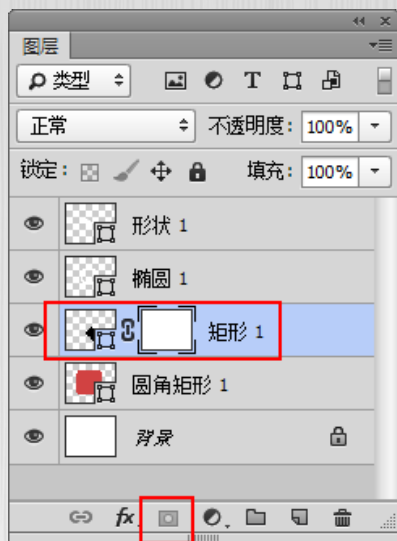 图层
类型 T
正常 不透明度: 100%
锁定: 填充: 100%
形状 1
椭圆 1
矩形 1
圆角矩形 1
背景
fx